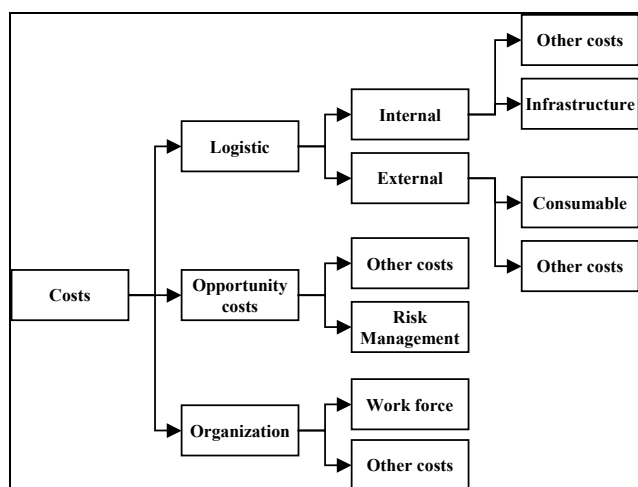 Other costs
Internal
Infrastructure
Logistic
External
Consumable
Other costs
Other costs
Costs
Opportunity
costs
Risk
Management
Work force
Organization
Other costs